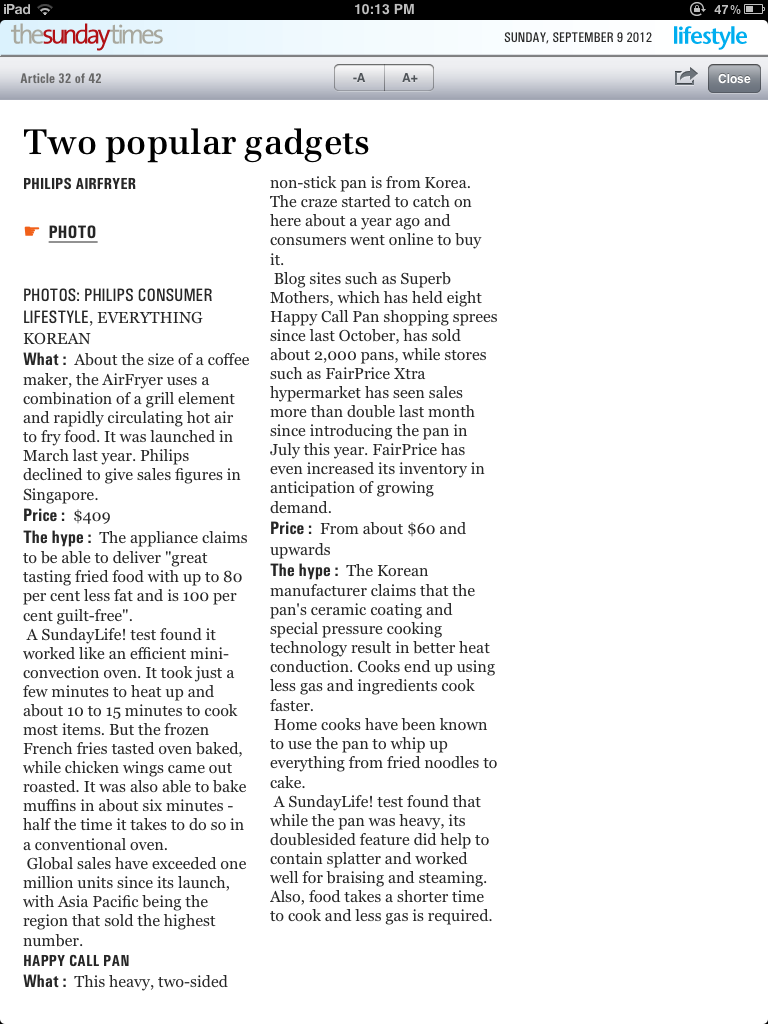 iPad
10:13 PM
47%
thesundaytimes
SUNDAY, SEPTEMBER 9 2012
lifestyle
Article 32 of 42
-A
A+
Close
Two popular gadgets
PHILIPS AIRFRYER
PHOTO
PHOTOS: PHILIPS CONSUMER
LIFESTYLE, EVERYTHING
KOREAN
What : About the size of a coffee
maker, the AirFryer uses a
combination of a grill element
and rapidly circulating hot air
to fry food. It was launched in
March last year. Philips
declined to give sales figures in
Singapore.
Price : $409
The hype : The appliance claims
to be able to deliver "great
tasting fried food with up to 80
per cent less fat and is 100 per
cent guilt-free".
A SundayLife! test found it
worked like an efficient mini-
convection oven. It took just a
few minutes to heat up and
about 10 to 15 minutes to cook
most items. But the frozen
French fries tasted oven baked,
while chicken wings came out
roasted. It was also able to bake
muffins in about six minutes -
half the time it takes to do so in
a conventional oven.
Global sales have exceeded one
million units since its launch,
with Asia Pacific being the
region that sold the highest
number.
HAPPY CALL PAN
What : This heavy, two-sided
non-stick pan is from Korea.
The craze started to catch on
here about a year ago and
consumers went online to buy
it.
Blog sites such as Superb
Mothers, which has held eight
Happy Call Pan shopping sprees
since last October, has sold
about 2,000 pans, while stores
such as FairPrice Xtra
hypermarket has seen sales
more than double last month
since introducing the pan in
July this year. FairPrice has
even increased its inventory in
anticipation of growing
demand.
Price : From about $60 and
upwards
The hype : The Korean
manufacturer claims that the
pan's ceramic coating and
special pressure cooking
technology result in better heat
conduction. Cooks end up using
less gas and ingredients cook
faster.
Home cooks have been known
to use the pan to whip up
everything from fried noodles to
cake.
A SundayLife! test found that
while the pan was heavy, its
doublesided feature did help to
contain splatter and worked
well for braising and steaming.
Also, food takes a shorter time
to cook and less gas is required.